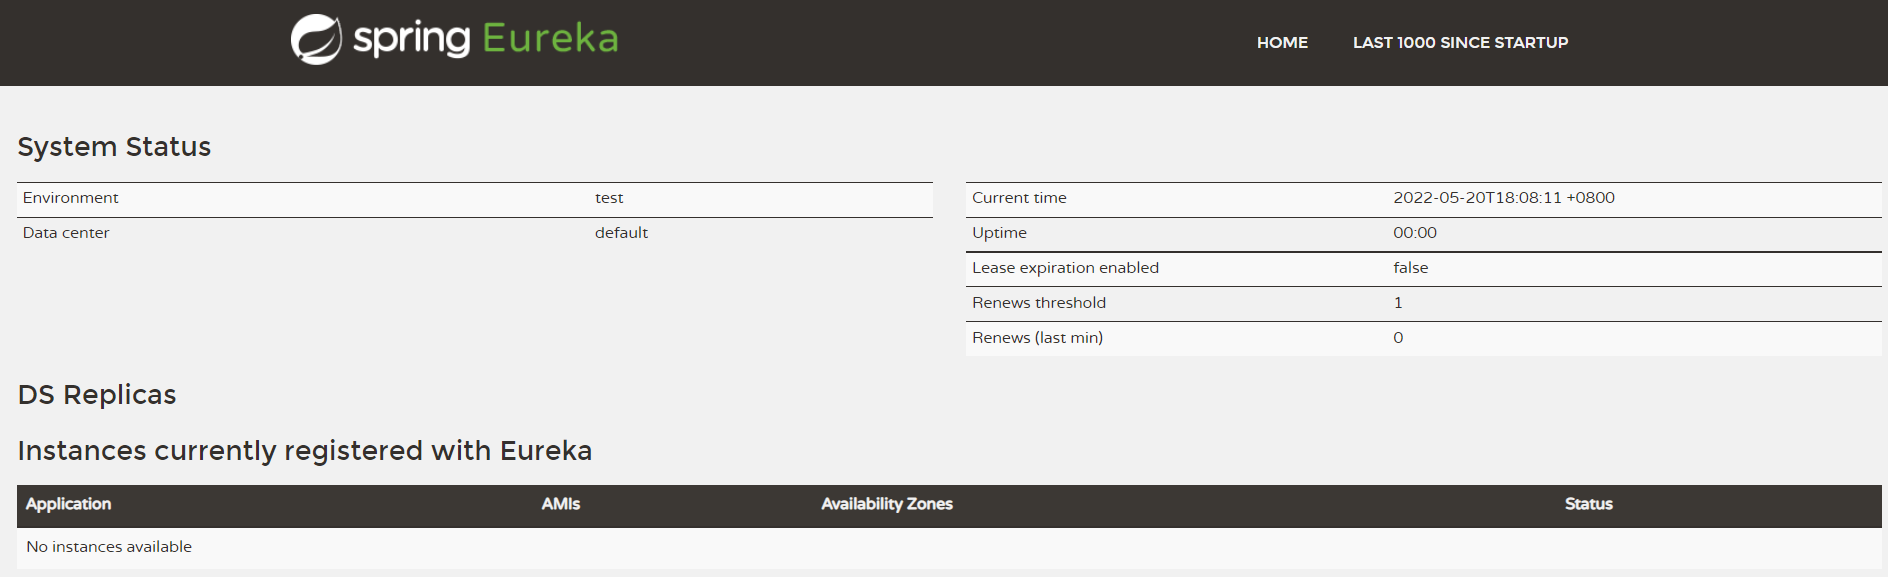 spring Eureka
HOME LAST 1000 SINCE STARTUP
System Status
Environment test
Data center default
Current time 2022-05-20T18:08:11 +0800
Uptime 00:00
Lease expiration enabled false
Renews threshold 1
Renews (last min) 0
DS Replicas
Instances currently registered with Eureka
Application AMIs Availability Zones Status
No instances available